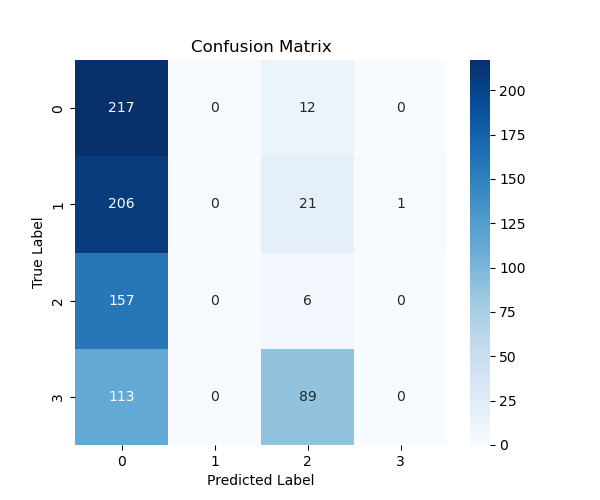 Confusion Matrix
True Label
0 217 0 12 0
1 206 0 21 1
2 157 0 6 0
3 113 0 89 0
0 1 2 3
Predicted Label
200
175
150
125
100
75
50
25
0